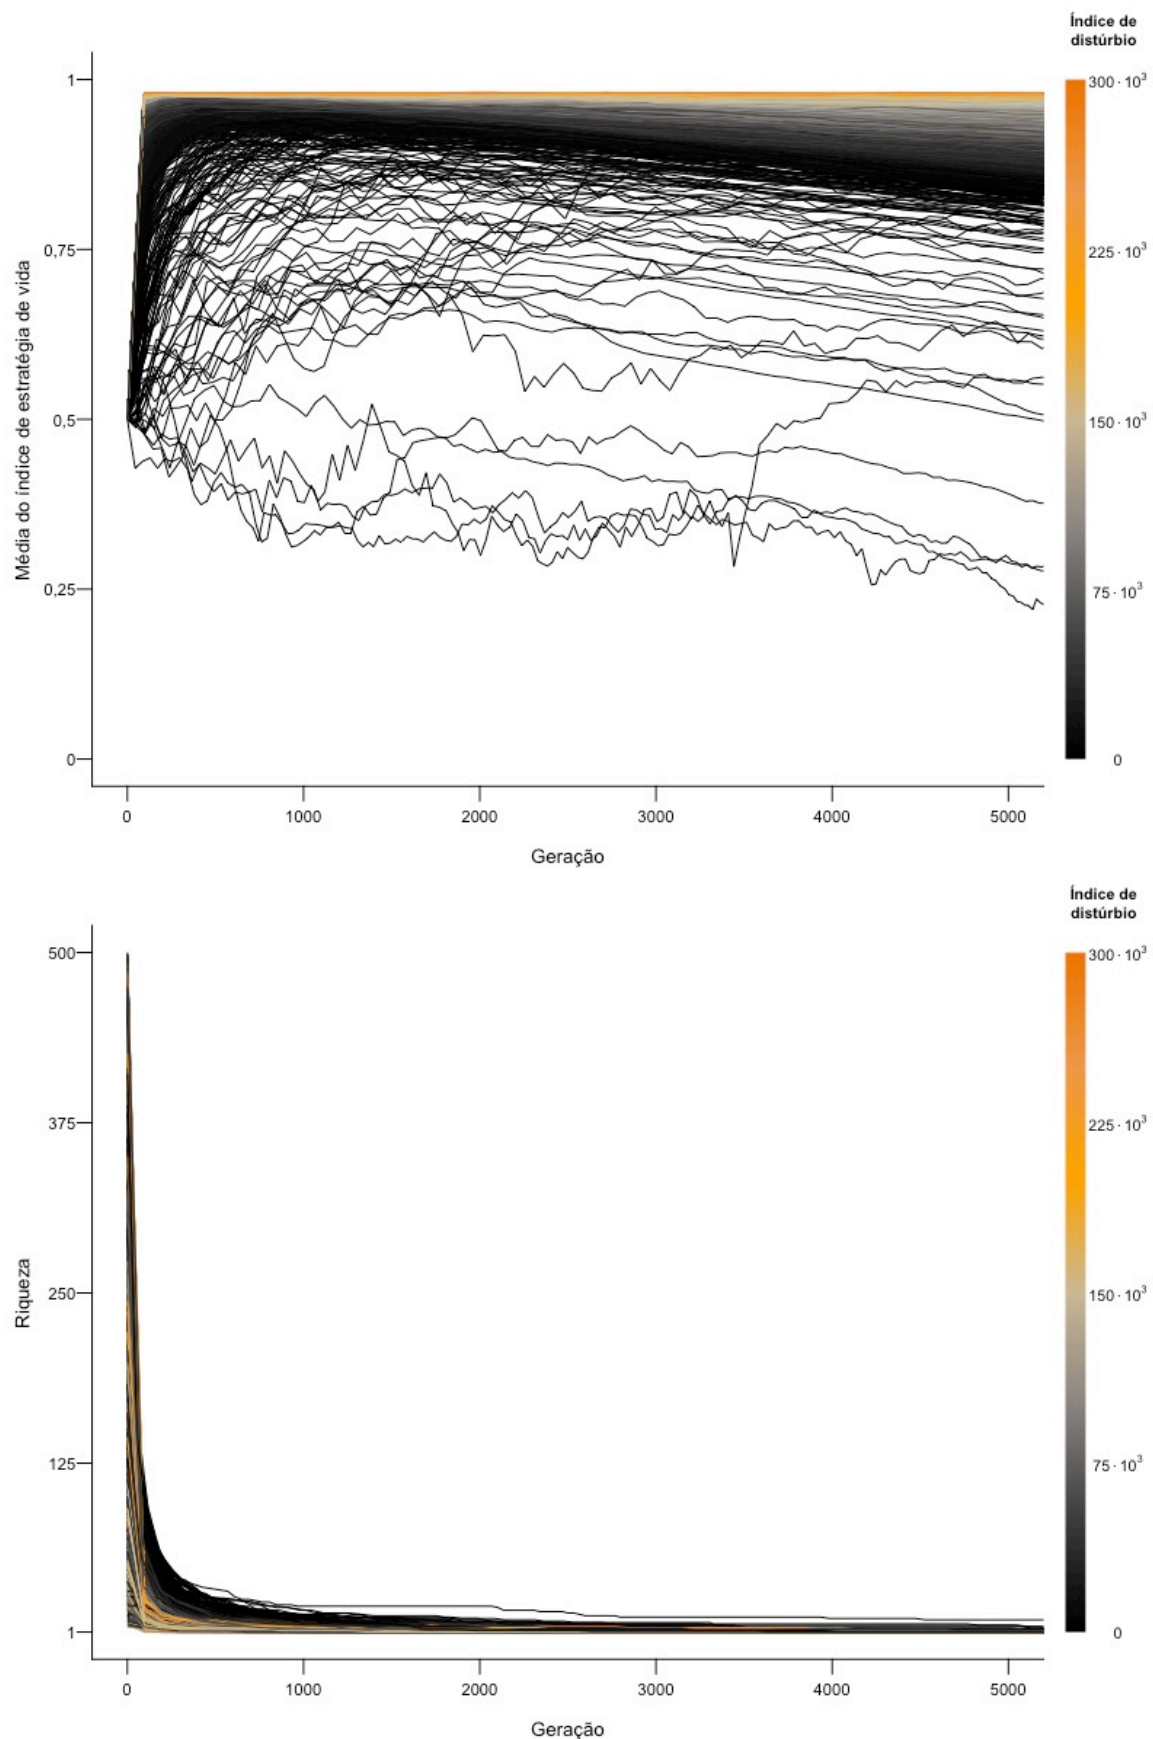 Índice de
distúrbio
Média do índice de estratégia de vida
1
0,75
0,5
0,25
0
300 · 10³
225 · 10³
150 · 10³
75 · 10³
0
0 1000 2000 3000 4000 5000
Geração
Índice de
distúrbio
Riqueza
500
375
250
125
1
300 · 10³
225 · 10³
150 · 10³
75 · 10³
0
0 1000 2000 3000 4000 5000
Geração